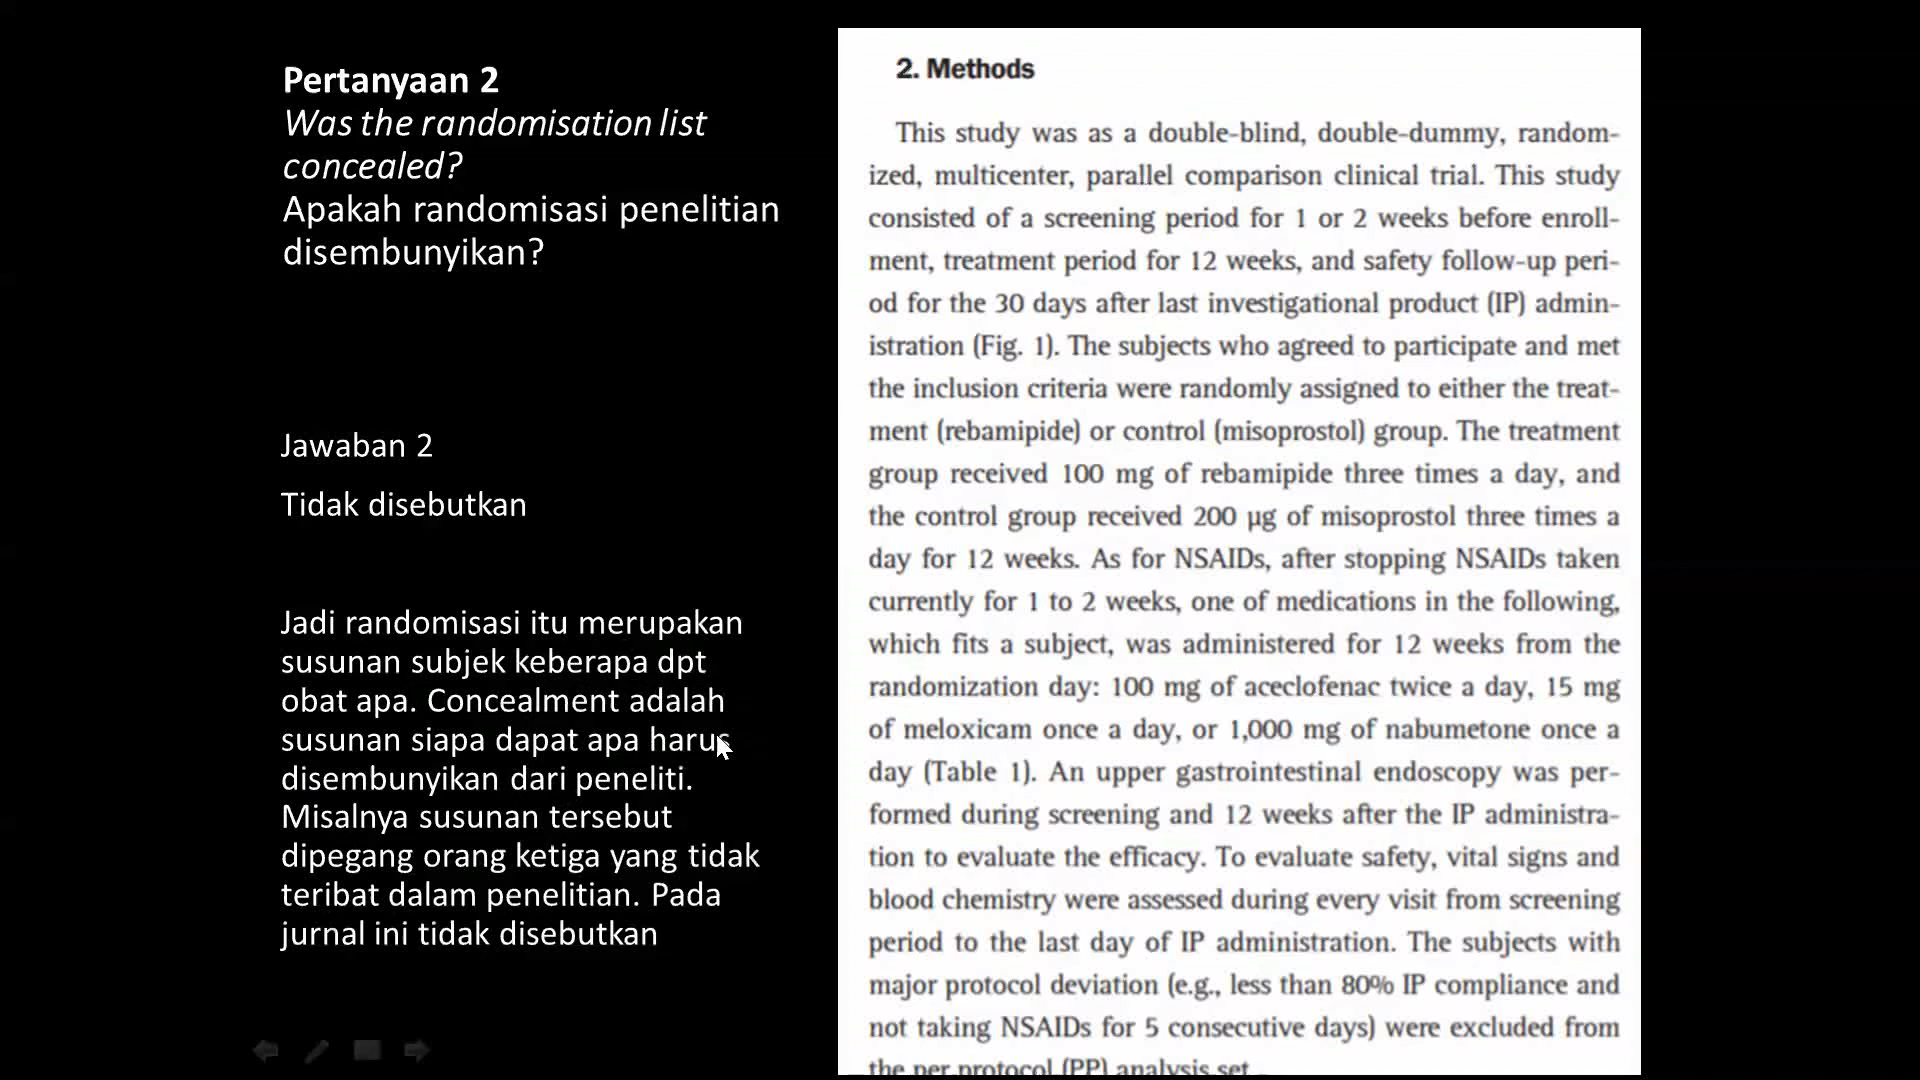 Pertanyaan 2
Was the randomisation list
concealed?
Apakah randomisasi penelitian
disembunyikan?
Jawaban 2
Tidak disebutkan
Jadi randomisasi itu merupakan
susunan subjek keberapa dpt
obat apa. Concealment adalah
susunan siapa dapat apa harus
disembunyikan dari peneliti.
Misalnya susunan tersebut
dipegang orang ketiga yang tidak
teribat dalam penelitian. Pada
jurnal ini tidak disebutkan
2. Methods
This study was as a double-blind, double-dummy, random-
ized, multicenter, parallel comparison clinical trial. This study
consisted of a screening period for 1 or 2 weeks before enroll-
ment, treatment period for 12 weeks, and safety follow-up peri-
od for the 30 days after last investigational product (IP) admin-
istration (Fig. 1). The subjects who agreed to participate and met
the inclusion criteria were randomly assigned to either the treat-
ment (rebamipide) or control (misoprostol) group. The treatment
group received 100 mg of rebamipide three times a day, and
the control group received 200 μg of misoprostol three times a
day for 12 weeks. As for NSAIDs, after stopping NSAIDs taken
currently for 1 to 2 weeks, one of medications in the following,
which fits a subject, was administered for 12 weeks from the
randomization day: 100 mg of aceclofenac twice a day, 15 mg
of meloxicam once a day, or 1,000 mg of nabumetone once a
day (Table 1). An upper gastrointestinal endoscopy was per-
formed during screening and 12 weeks after the IP administra-
tion to evaluate the efficacy. To evaluate safety, vital signs and
blood chemistry were assessed during every visit from screening
period to the last day of IP administration. The subjects with
major protocol deviation (e.g., less than 80% IP compliance and
not taking NSAIDs for 5 consecutive days) were excluded from
the per protocol (PP) analysis set.